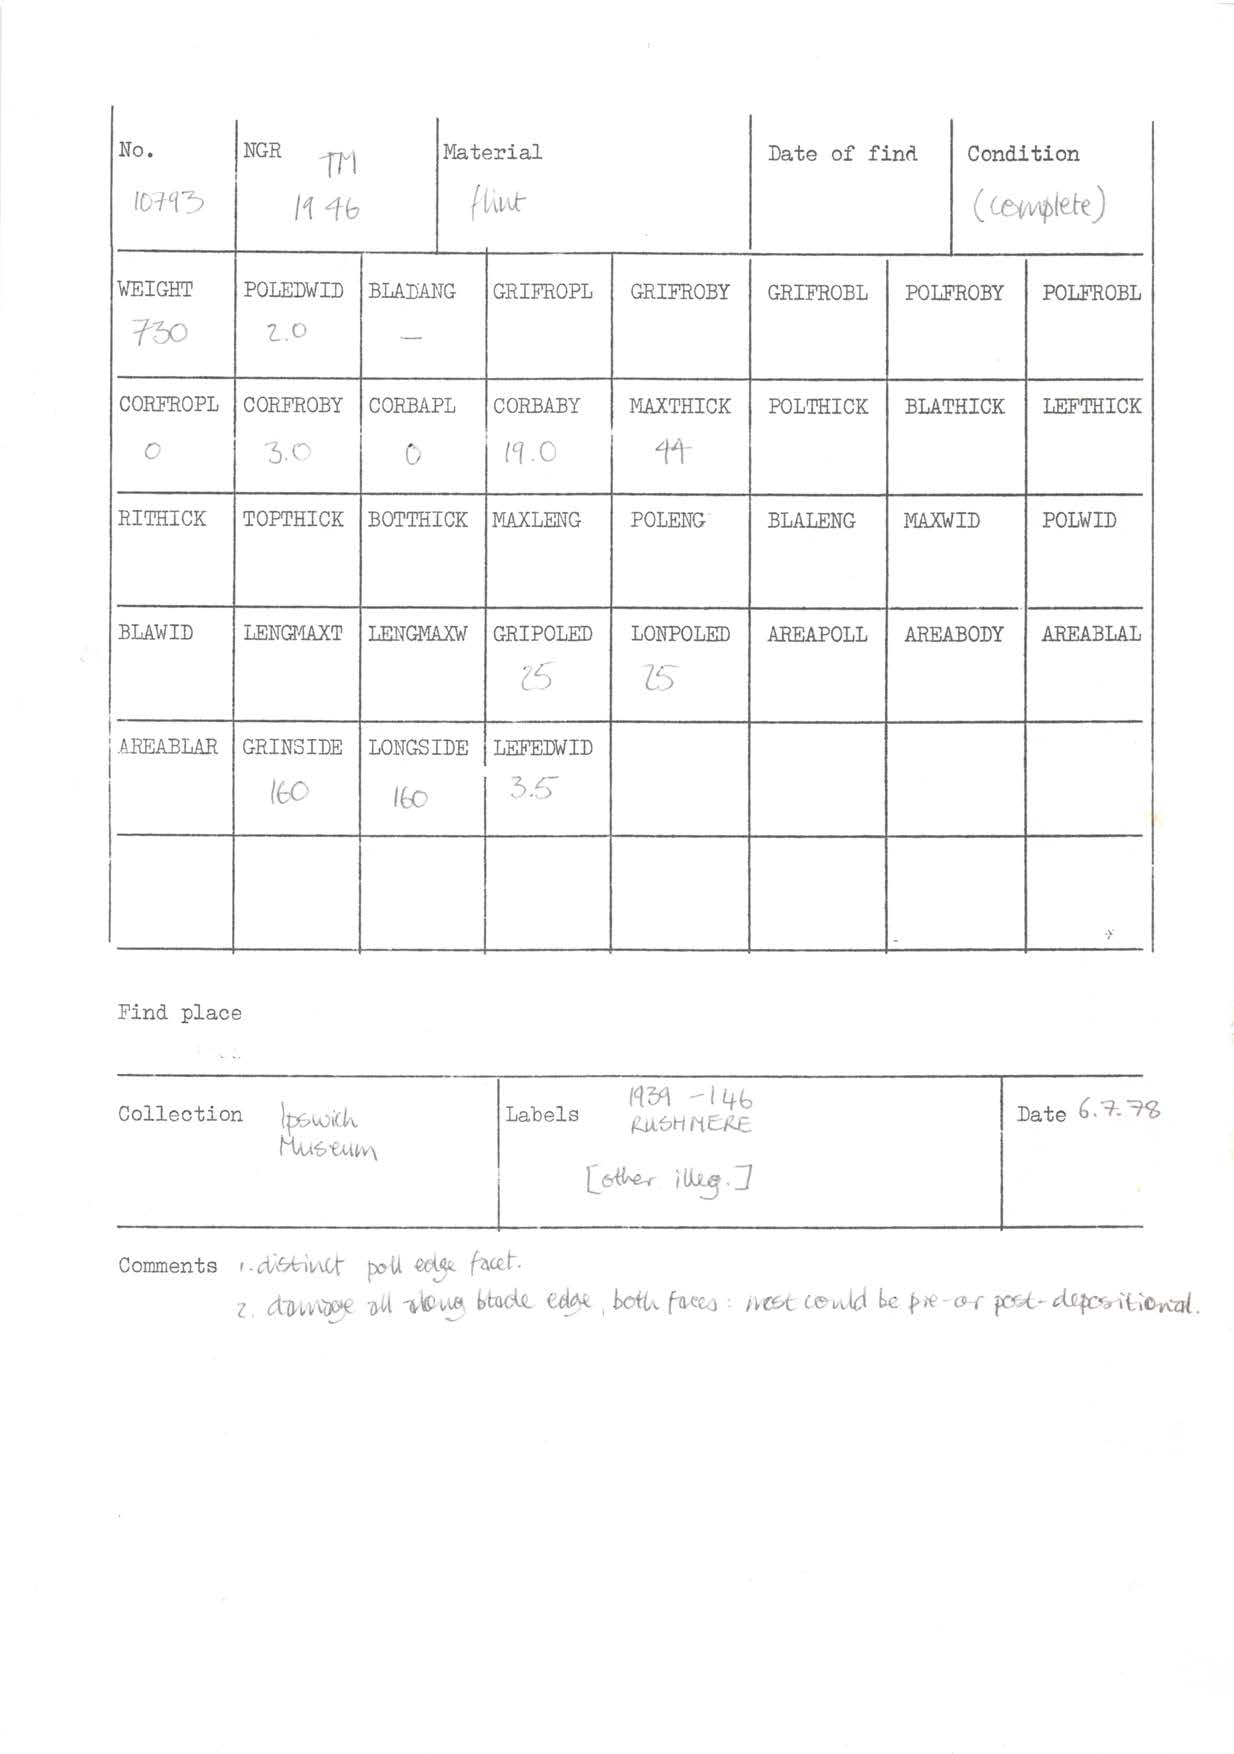 No. NGR TM Material Date of find Condition
10793 19 46 flint (complete)
WEIGHT POLEDWID BLADANG GRIFROPL GRIFROBY GRIFROBL POLFROBY POLFROBL
730 2.0 —
CORFROPL CORFROBY CORBAPL CORBABY MAXTHICK POLTHICK BLATHICK LEFTHICK
0 3.0 0 19.0 44
RITHICK TOPTHICK BOTTHICK MAXLENG POLENG BLALENG MAXWID POLWID
BLAWID LENGMAXT LENGMAXW GRIPOLED LONPOLED AREAPOLL AREABODY AREABLAL
25 25
AREABLAR GRINSIDE LONGSIDE LEFEDWID
160 160 3.5
Find place
Collection Ipswich Museum
Labels 1939 -146
RUSHMERE
[other illeg.]
Date 6.7.78
Comments 1. distinct poll edge facet.
2. damage all along blade edge, both faces: most could be pre- or post-depositional.